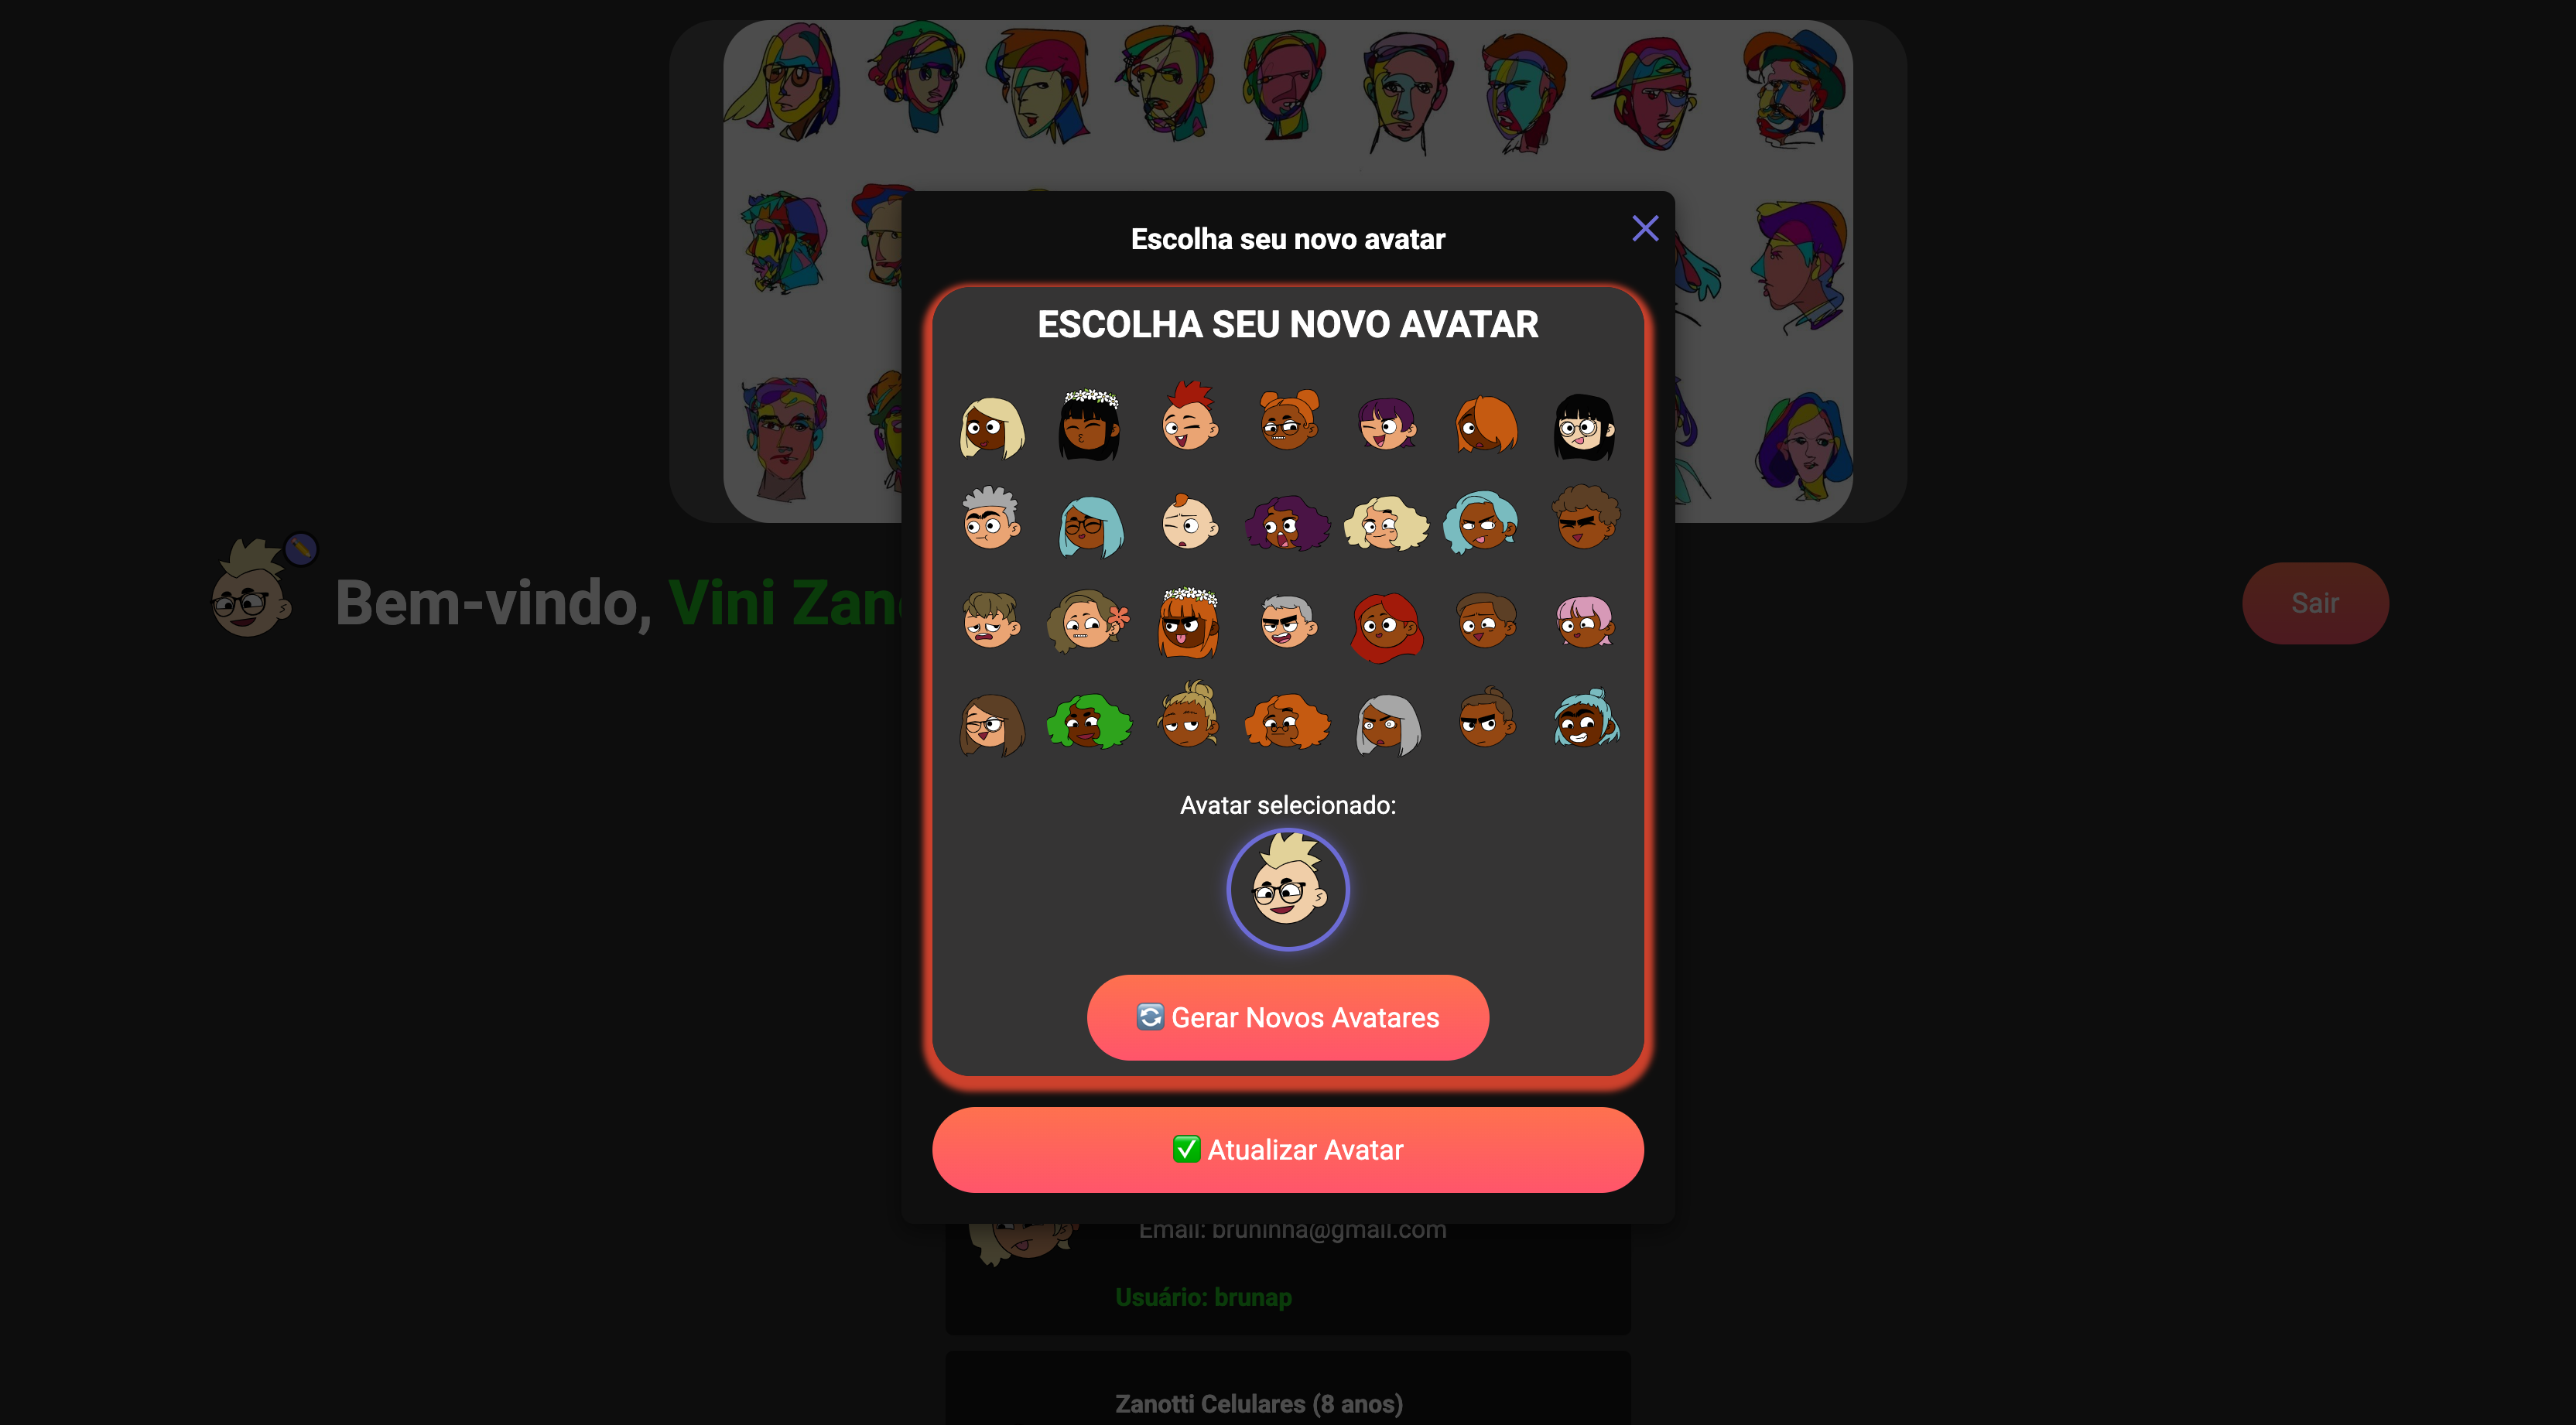 Escolha seu novo avatar
ESCOLHA SEU NOVO AVATAR
Bem-vindo, Vini Zan
Sair
Avatar selecionado:
Gerar Novos Avatares
Atualizar Avatar
Email: bruninha@gmail.com
Usuário: brunap
Zanotti Celulares (8 anos)